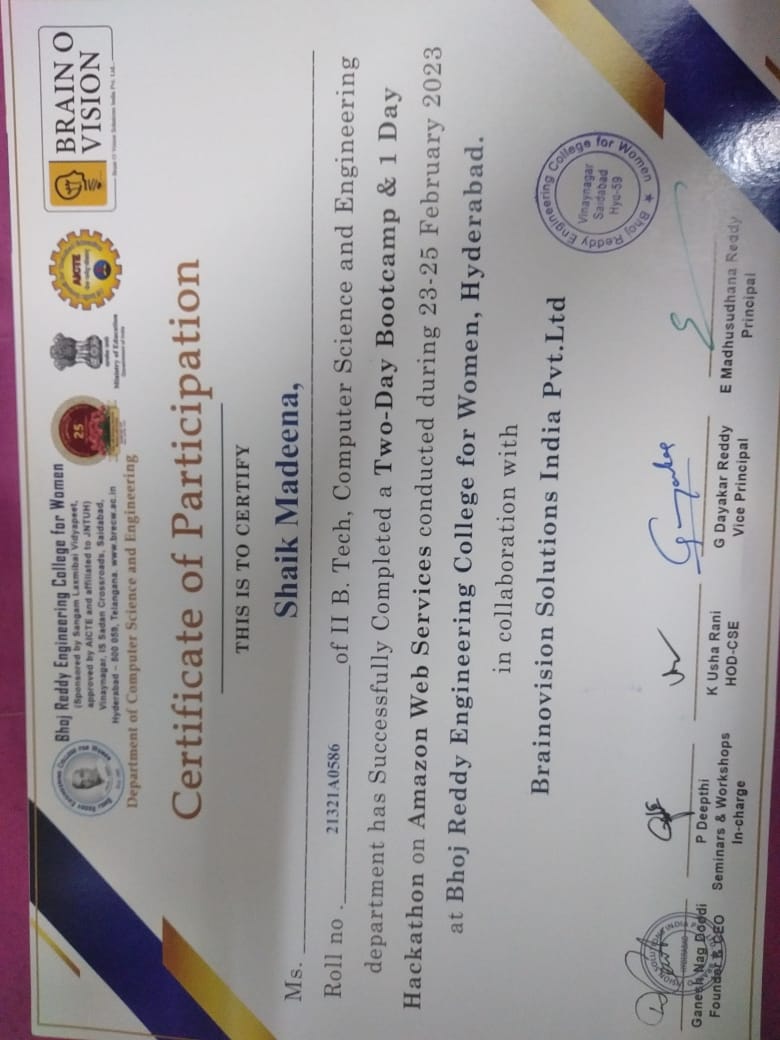 Bhoj Reddy Engineering College for Women
(Sponsored by Sangam Laxmibai Vidyapeet,
approved by AICTE and affiliated to JNTUH)
Vinaynagar, IS Sadan Crossroads, Saidabad,
Hyderabad – 500 059, Telangana. www.brecw.ac.in
Department of Computer Science and Engineering
25
Ministry of Education
Government of India
AICTE
BRAIN O
VISION
Brain O Vision Solutions India Pvt. Ltd.
Certificate of Participation
THIS IS TO CERTIFY
Ms. Shaik Madeena,
Roll no . 21321A0586 of II B. Tech, Computer Science and Engineering
department has Successfully Completed a Two-Day Bootcamp & 1 Day
Hackathon on Amazon Web Services conducted during 23-25 February 2023
at Bhoj Reddy Engineering College for Women, Hyderabad.
in collaboration with
Brainovision Solutions India Pvt.Ltd
Bhoj Reddy Engineering College for Women
Vinaynagar
Saidabad
Hyd-59
HYDERABAD
Ganesh Nag Doddi
Founder & CEO
P Deepthi
Seminars & Workshops
In-charge
K Usha Rani
HOD-CSE
G Dayakar Reddy
Vice Principal
E Madhusudhana Reddy
Principal